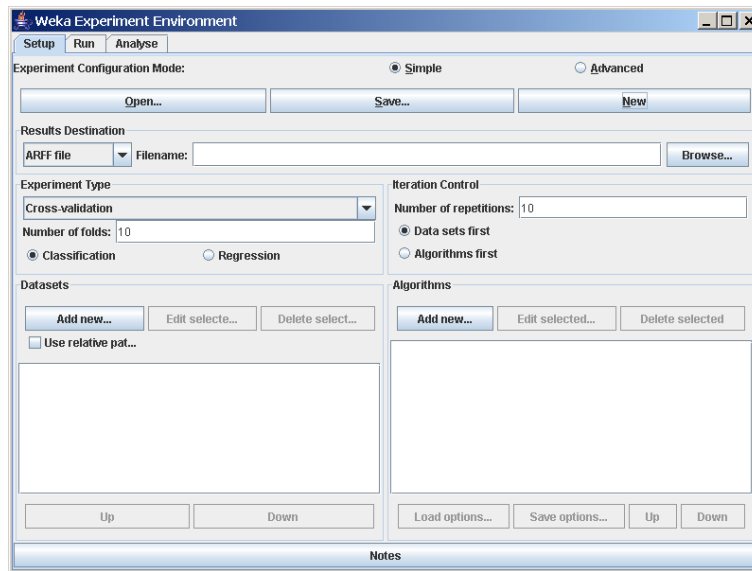 Weka Experiment Environment
Setup Run Analyse
Experiment Configuration Mode: Simple Advanced
Open... Save... New
Results Destination
ARFF file Filename: Browse...
Experiment Type Iteration Control
Cross-validation Number of repetitions: 10
Number of folds: 10 Data sets first
Classification Regression Algorithms first
Datasets Algorithms
Add new... Edit selecte... Delete select... Add new... Edit selected... Delete selected
Use relative pat...
Up Down Load options... Save options... Up Down
Notes